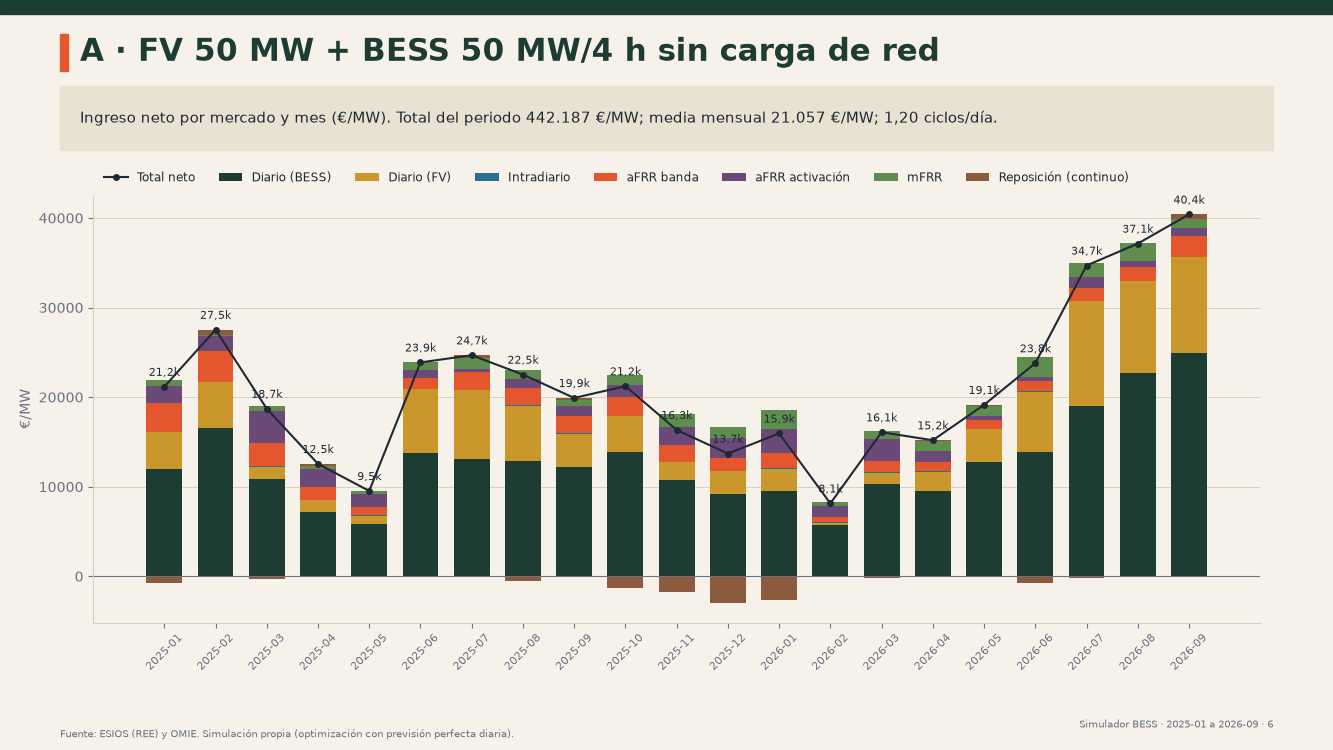 A · FV 50 MW + BESS 50 MW/4 h sin carga de red
Ingreso neto por mercado y mes (€/MW). Total del periodo 442.187 €/MW; media mensual 21.057 €/MW; 1,20 ciclos/día.
Total neto Diario (BESS) Diario (FV) Intradiario aFRR banda aFRR activación mFRR Reposición (continuo)
€/MW
40000
30000
20000
10000
0
21,2k
27,5k
18,7k
12,5k
9,5k
23,9k
24,7k
22,5k
19,9k
21,2k
16,3k
13,7k
15,9k
8,1k
16,1k
15,2k
19,1k
23,8k
34,7k
37,1k
40,4k
2025-01
2025-02
2025-03
2025-04
2025-05
2025-06
2025-07
2025-08
2025-09
2025-10
2025-11
2025-12
2026-01
2026-02
2026-03
2026-04
2026-05
2026-06
2026-07
2026-08
2026-09
Fuente: ESIOS (REE) y OMIE. Simulación propia (optimización con previsión perfecta diaria).
Simulador BESS · 2025-01 a 2026-09 · 6